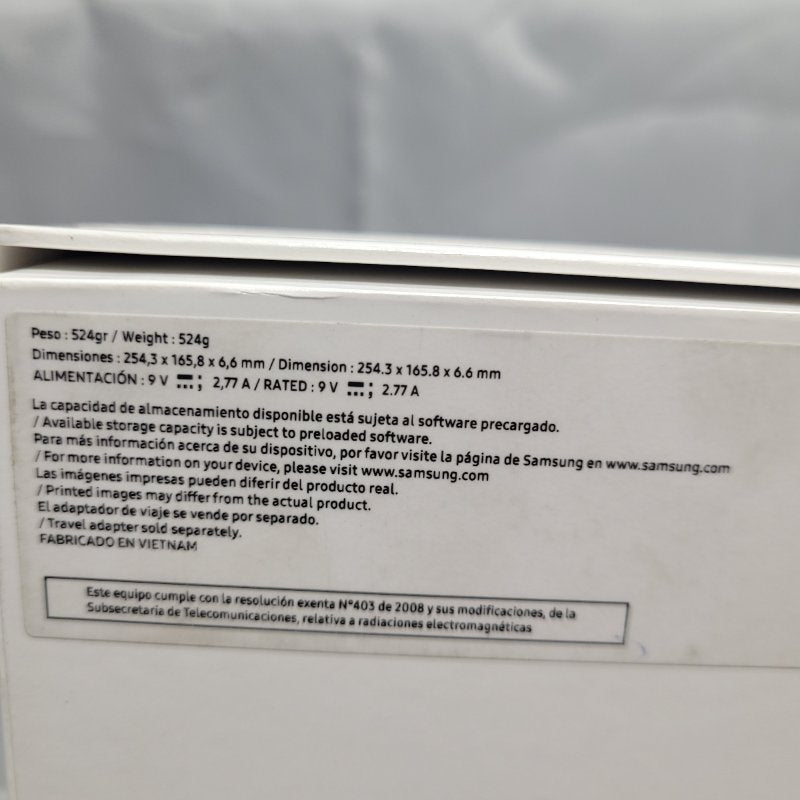 Peso : 524gr / Weight : 524g
Dimensiones : 254,3 x 165,8 x 6,6 mm / Dimension : 254.3 x 165.8 x 6.6 mm
ALIMENTACIÓN : 9 V ⎓ ; 2,77 A / RATED : 9 V ⎓ ; 2.77 A
La capacidad de almacenamiento disponible está sujeta al software precargado.
/ Available storage capacity is subject to preloaded software.
Para más información acerca de su dispositivo, por favor visite la página de Samsung en www.samsung.com
/ For more information on your device, please visit www.samsung.com
Las imágenes impresas pueden diferir del producto real.
/ Printed images may differ from the actual product.
El adaptador de viaje se vende por separado.
/ Travel adapter sold separately.
FABRICADO EN VIETNAM
Este equipo cumple con la resolución exenta N°403 de 2008 y sus modificaciones, de la
Subsecretaría de Telecomunicaciones, relativa a radiaciones electromagnéticas